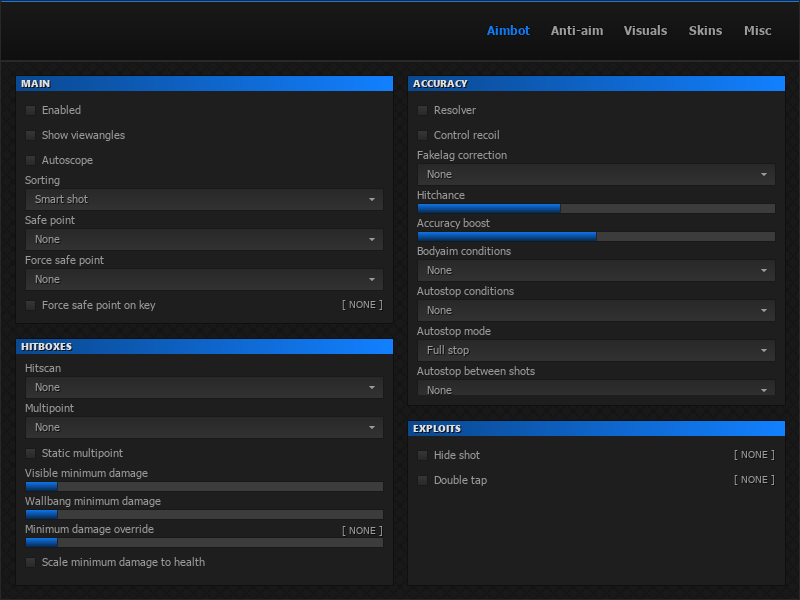 Aimbot Anti-aim Visuals Skins Misc
MAIN
Enabled
Show viewangles
Autoscope
Sorting
Smart shot
Safe point
None
Force safe point
None
Force safe point on key [ NONE ]
HITBOXES
Hitscan
None
Multipoint
None
Static multipoint
Visible minimum damage
Wallbang minimum damage
Minimum damage override [ NONE ]
Scale minimum damage to health
ACCURACY
Resolver
Control recoil
Fakelag correction
None
Hitchance
Accuracy boost
Bodyaim conditions
None
Autostop conditions
None
Autostop mode
Full stop
Autostop between shots
None
EXPLOITS
Hide shot [ NONE ]
Double tap [ NONE ]